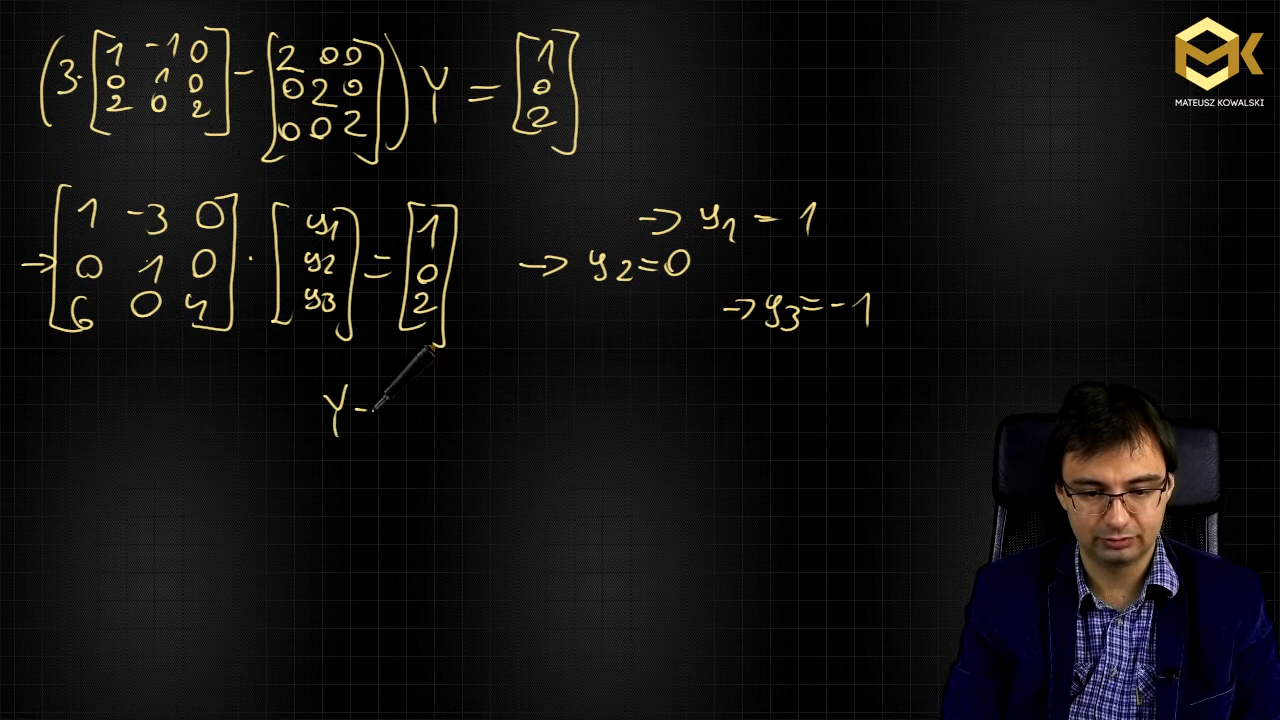 (3·[1 -1 0; 0 1 0; 2 0 2] - [2 0 0; 0 2 0; 0 0 2]) Y = [1; 0; 2]
→ [1 -3 0; 0 1 0; 6 0 4] · [y1; y2; y3] = [1; 0; 2]
→ y1 = 1
→ y2 = 0
→ y3 = -1
Y -
MK
MATEUSZ KOWALSKI